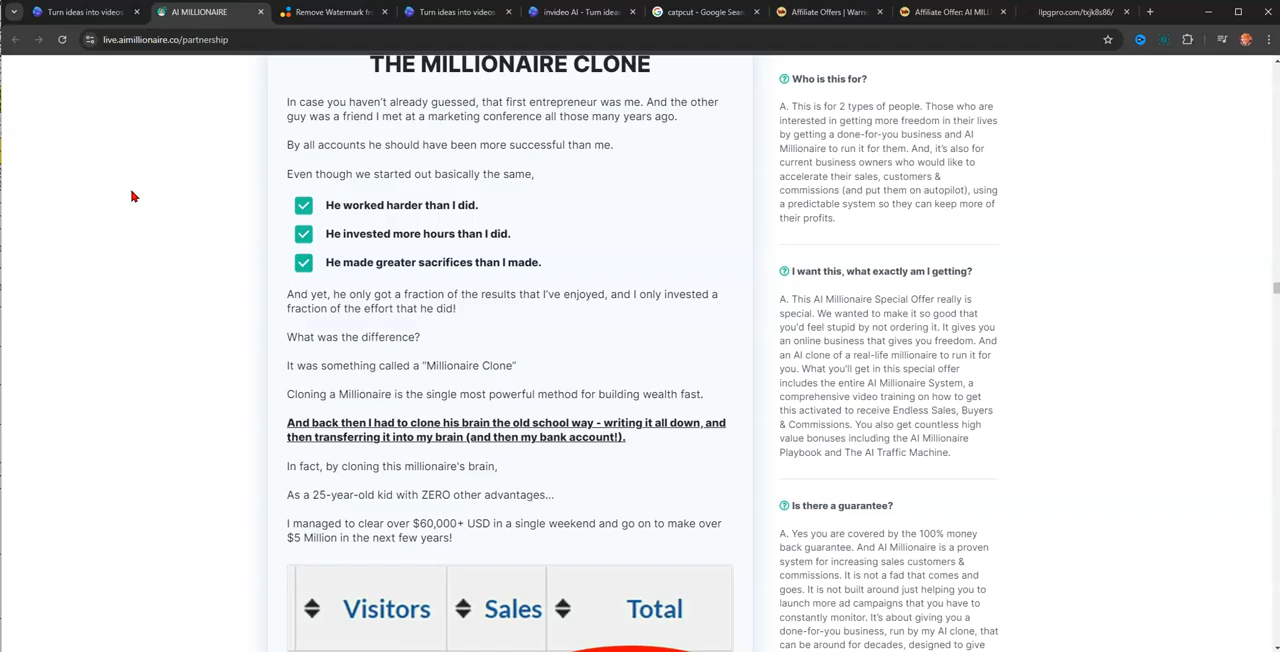 Turn ideas into videos
AI MILLIONAIRE
Remove Watermark fr
Turn ideas into videos
invideo AI - Turn ideas
catpcut - Google Sear
Affiliate Offers | Warri
Affiliate Offer: AI MILL
llpgpro.com/txjk8s86/
live.aimillionaire.co/partnership
THE MILLIONAIRE CLONE
In case you haven't already guessed, that first entrepreneur was me. And the other
guy was a friend I met at a marketing conference all those many years ago.
By all accounts he should have been more successful than me.
Even though we started out basically the same,
He worked harder than I did.
He invested more hours than I did.
He made greater sacrifices than I made.
And yet, he only got a fraction of the results that I've enjoyed, and I only invested a
fraction of the effort that he did!
What was the difference?
It was something called a "Millionaire Clone"
Cloning a Millionaire is the single most powerful method for building wealth fast.
And back then I had to clone his brain the old school way - writing it all down, and
then transferring it into my brain (and then my bank account!).
In fact, by cloning this millionaire's brain,
As a 25-year-old kid with ZERO other advantages...
I managed to clear over $60,000+ USD in a single weekend and go on to make over
$5 Million in the next few years!
Visitors Sales Total
Who is this for?
A. This is for 2 types of people. Those who are
interested in getting more freedom in their lives
by getting a done-for-you business and AI
Millionaire to run it for them. And, it's also for
current business owners who would like to
accelerate their sales, customers &
commissions (and put them on autopilot), using
a predictable system so they can keep more of
their profits.
I want this, what exactly am I getting?
A. This AI Millionaire Special Offer really is
special. We wanted to make it so good that
you'd feel stupid by not ordering it. It gives you
an online business that gives you freedom. And
an AI clone of a real-life millionaire to run it for
you. What you'll get in this special offer
includes the entire AI Millionaire System, a
comprehensive video training on how to get
this activated to receive Endless Sales, Buyers
& Commissions. You also get countless high
value bonuses including the AI Millionaire
Playbook and The AI Traffic Machine.
Is there a guarantee?
A. Yes you are covered by the 100% money
back guarantee. And AI Millionaire is a proven
system for increasing sales customers &
commissions. It is not a fad that comes and
goes. It is not built around just helping you to
launch more ad campaigns that you have to
constantly monitor. It's about giving you a
done-for-you business, run by my AI clone, that
can be around for decades, designed to give